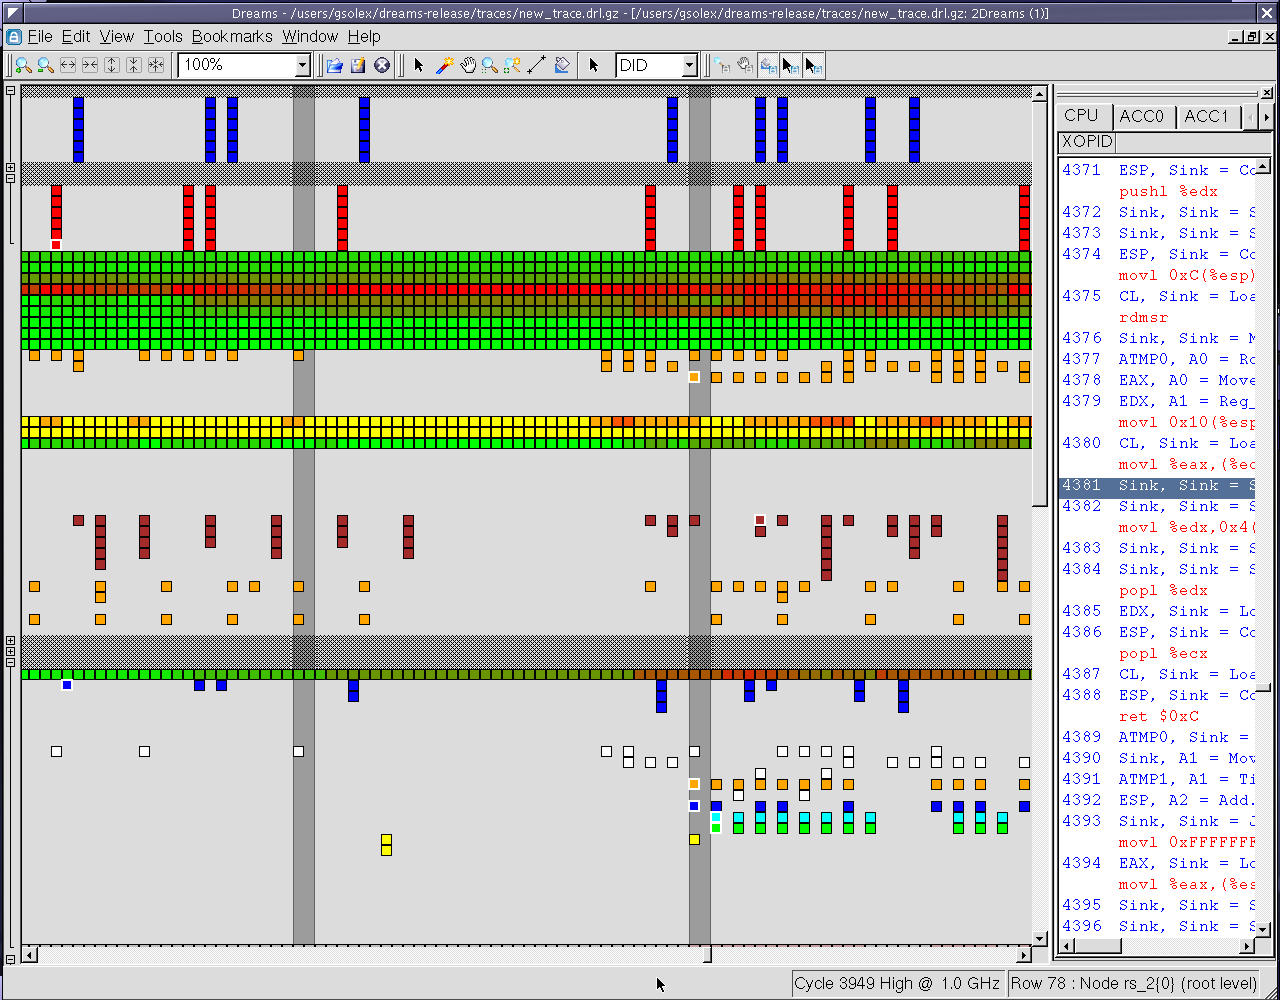 Dreams - /users/gsolex/dreams-release/traces/new_trace.drl.gz - [/users/gsolex/dreams-release/traces/new_trace.drl.gz: 2Dreams (1)]
File Edit View Tools Bookmarks Window Help
100% DID
CPU ACC0 ACC1
XOPID
4371 ESP, Sink = Co
pushl %edx
4372 Sink, Sink = S
4373 Sink, Sink = S
4374 ESP, Sink = Co
movl 0xC(%esp)
4375 CL, Sink = Loa
rdmsr
4376 Sink, Sink = M
4377 ATMP0, A0 = Ro
4378 EAX, A0 = Move
4379 EDX, A1 = Reg_
movl 0x10(%esp
4380 CL, Sink = Loa
movl %eax,(%ec
4381 Sink, Sink = S
4382 Sink, Sink = S
movl %edx,0x4(
4383 Sink, Sink = S
4384 Sink, Sink = S
popl %edx
4385 EDX, Sink = Lo
4386 ESP, Sink = Co
popl %ecx
4387 CL, Sink = Loa
4388 ESP, Sink = Co
ret $0xC
4389 ATMP0, Sink =
4390 Sink, A1 = Mov
4391 ATMP1, A1 = Ti
4392 ESP, A2 = Add.
4393 Sink, Sink = J
movl 0xFFFFFFF
4394 EAX, Sink = Lo
movl %eax,(%es
4395 Sink, Sink = S
4396 Sink, Sink = S
Cycle 3949 High @ 1.0 GHz Row 78 : Node rs_2{0} (root level)